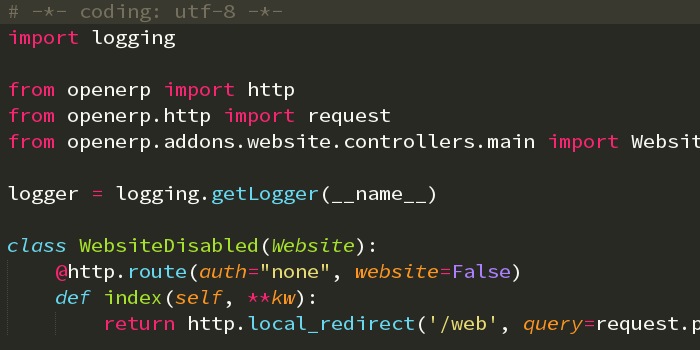 # -*- coding: utf-8 -*-
import logging
from openerp import http
from openerp.http import request
from openerp.addons.website.controllers.main import Websit
logger = logging.getLogger(__name__)
class WebsiteDisabled(Website):
@http.route(auth="none", website=False)
def index(self, **kw):
return http.local_redirect('/web', query=request.p